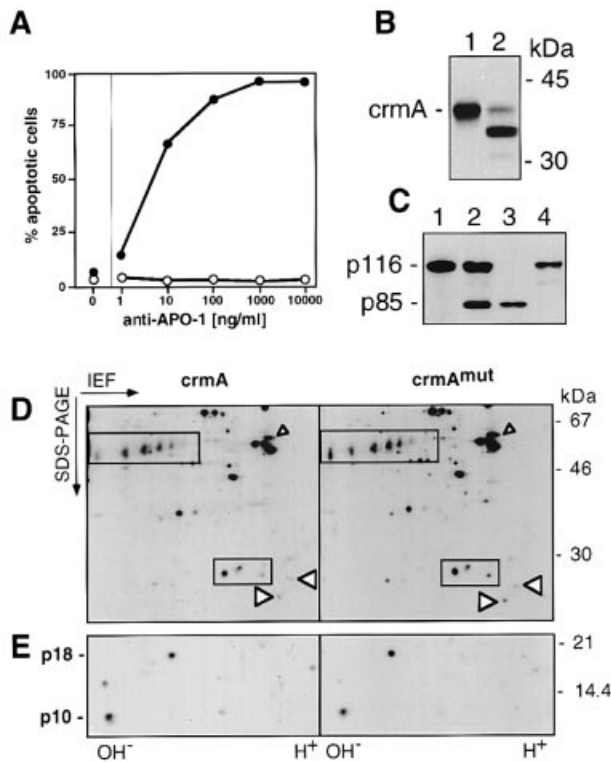 A
% apoptotic cells
100
75
50
25
0
0 1 10 100 1000 10000
anti-APO-1 [ng/ml]
B
1 2 kDa
crmA - - 45
- 30
C
1 2 3 4
p116 -
p85 -
D
IEF
SDS-PAGE
crmA crmAmut
kDa
- 67
- 46
- 30
E
p18 -
p10 -
- 21
- 14.4
OH- H+ OH- H+